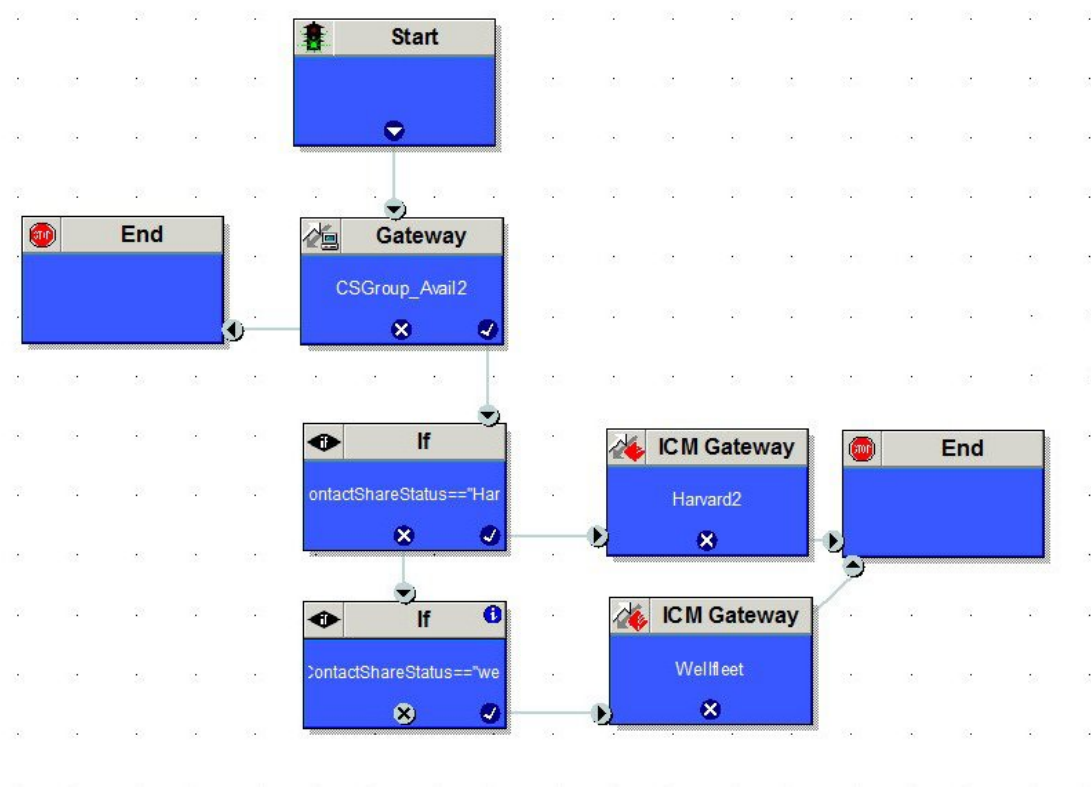 Start
End
Gateway
CSGroup_Avail2
If
ontactShareStatus=="Har
ICM Gateway
Harvard2
End
If
ContactShareStatus=="we
ICM Gateway
Wellfleet